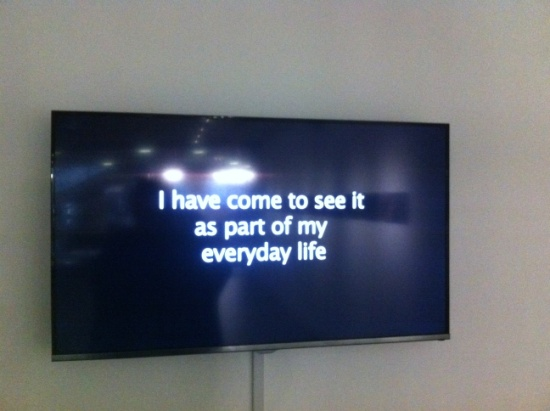 I have come to see it
as part of my
everyday life